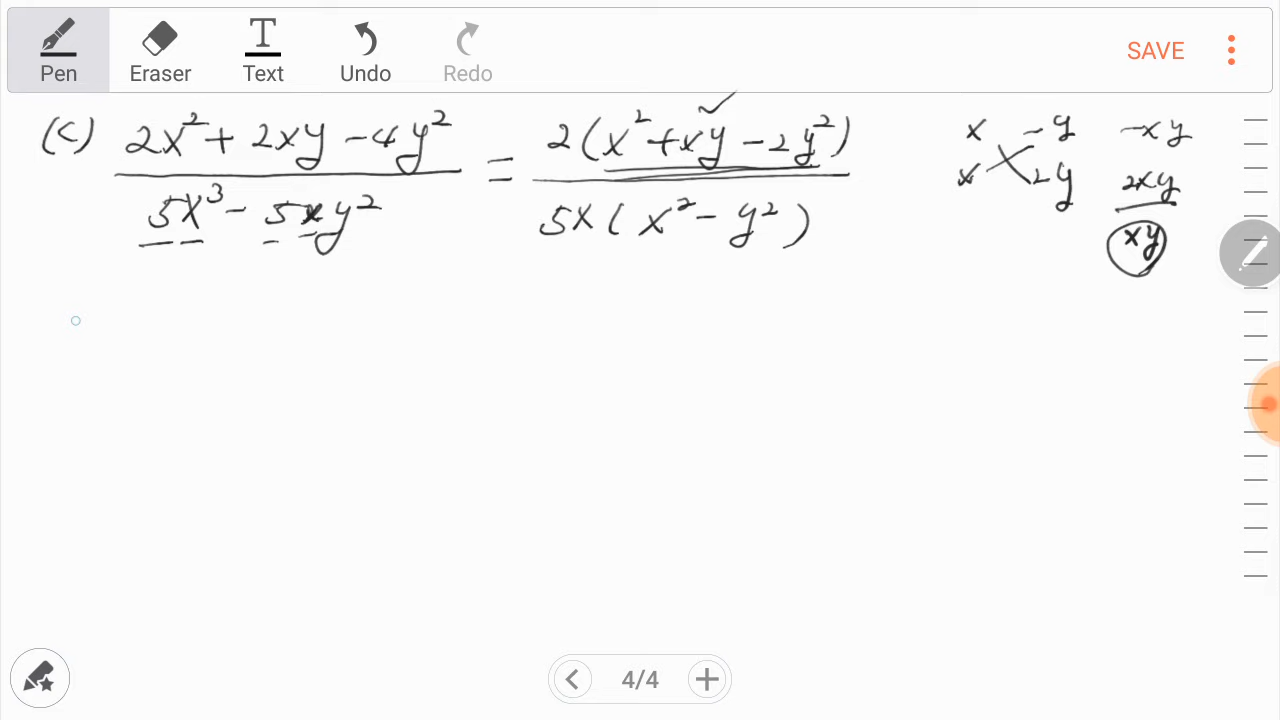 Pen Eraser Text Undo Redo SAVE
(c) 2x² + 2xy - 4y² / 5x³ - 5xy² = 2(x² + xy - 2y²) / 5x(x² - y²)
x -y -xy
x 2y 2xy
xy
4/4